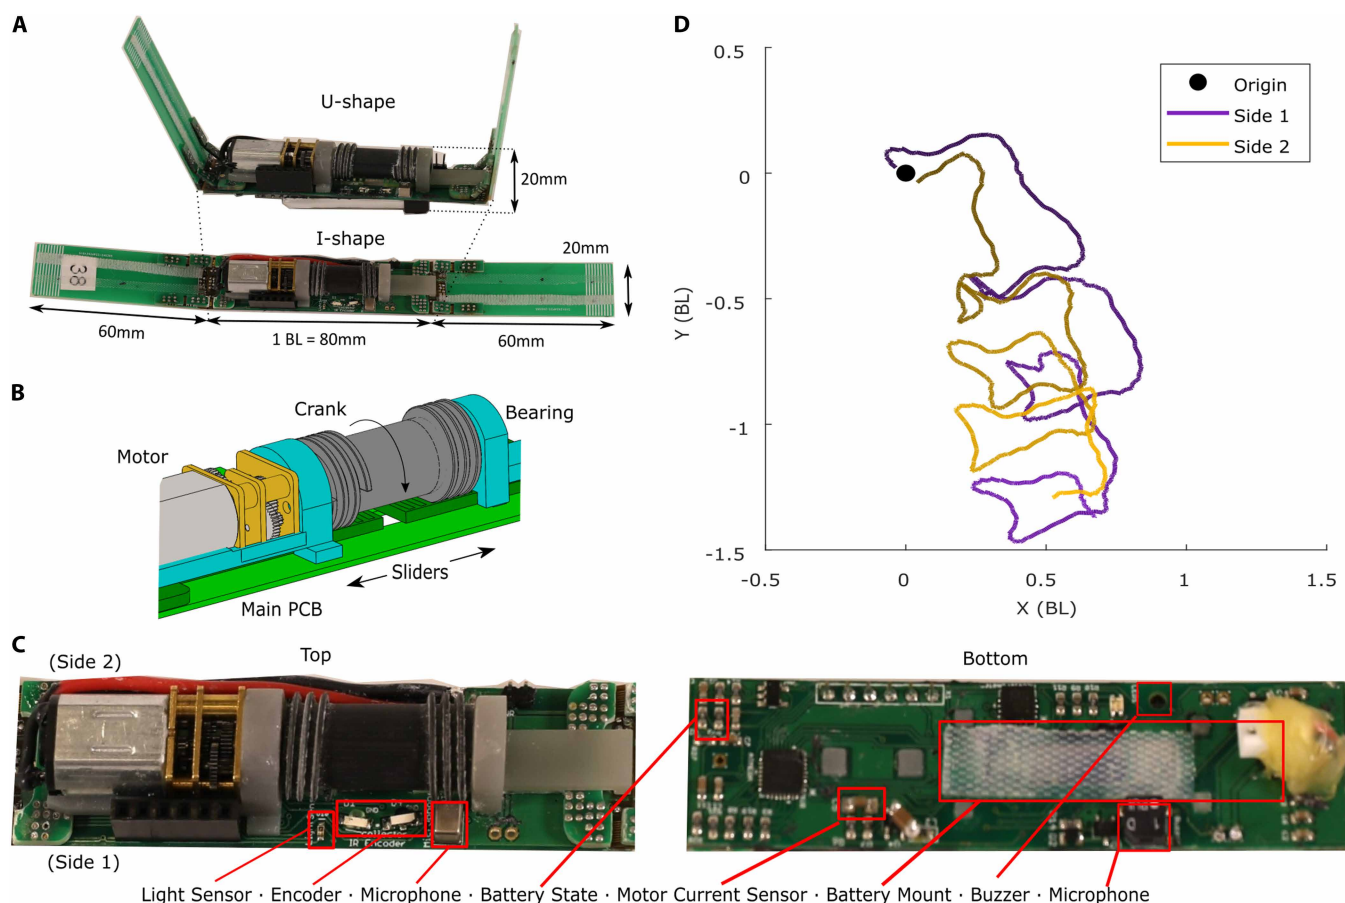 A
U-shape
20mm
I-shape
20mm
38
60mm
1 BL = 80mm
60mm
B
Crank
Bearing
Motor
Sliders
Main PCB
C
(Side 2)
Top
(Side 1)
IR Encoder
Bottom
Light Sensor · Encoder · Microphone · Battery State · Motor Current Sensor · Battery Mount · Buzzer · Microphone
D
0.5
0
-0.5
-1
-1.5
Y (BL)
-0.5
0
0.5
1
1.5
X (BL)
Origin
Side 1
Side 2